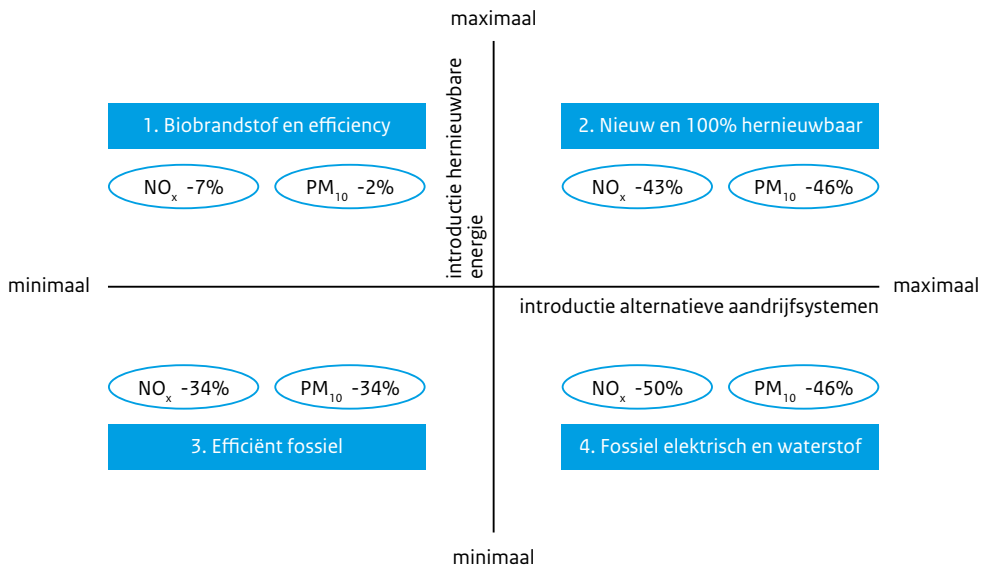 maximaal
introductie hernieuwbare
energie
1. Biobrandstof en efficiency
2. Nieuw en 100% hernieuwbaar
NOx -7%
PM10 -2%
NOx -43%
PM10 -46%
minimaal
maximaal
introductie alternatieve aandrijfsystemen
NOx -34%
PM10 -34%
NOx -50%
PM10 -46%
3. Efficiënt fossiel
4. Fossiel elektrisch en waterstof
minimaal